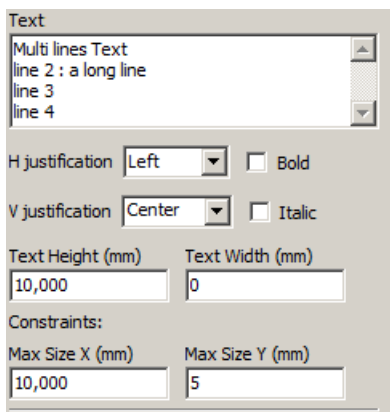 Text
Multi lines Text
line 2 : a long line
line 3
line 4
H justification Left Bold
V justification Center Italic
Text Height (mm) Text Width (mm)
10,000 0
Constraints:
Max Size X (mm) Max Size Y (mm)
10,000 5